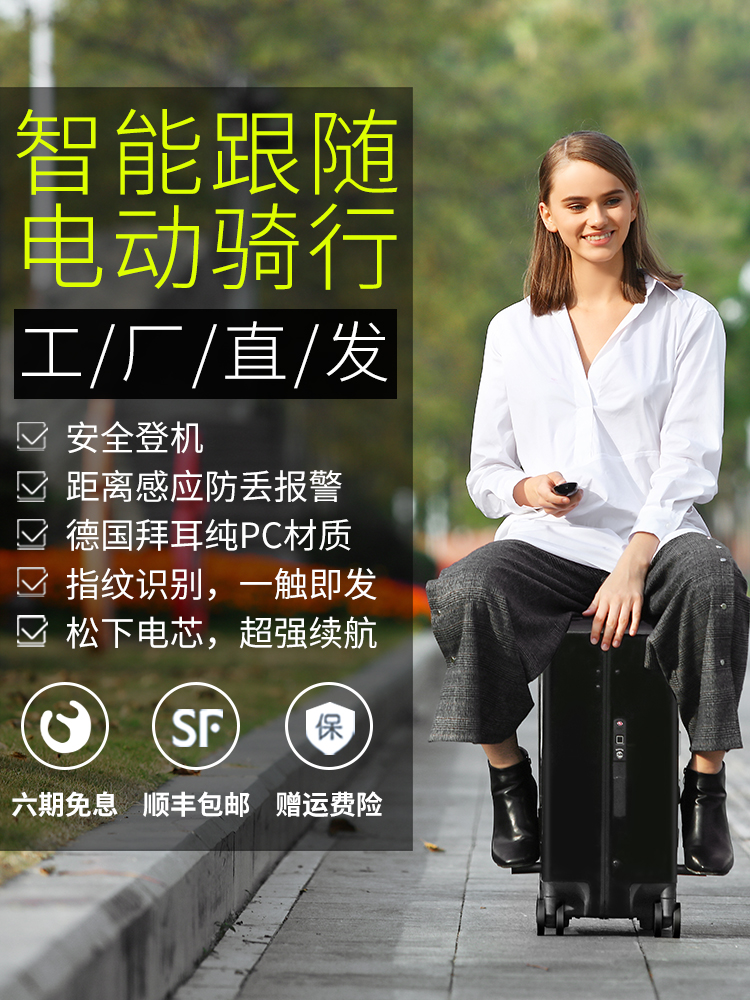 智能跟随
电动骑行
工/厂/直/发
安全登机
距离感应防丢报警
德国拜耳纯PC材质
指纹识别，一触即发
松下电芯，超强续航
SF
保
六期免息 顺丰包邮 赠运费险